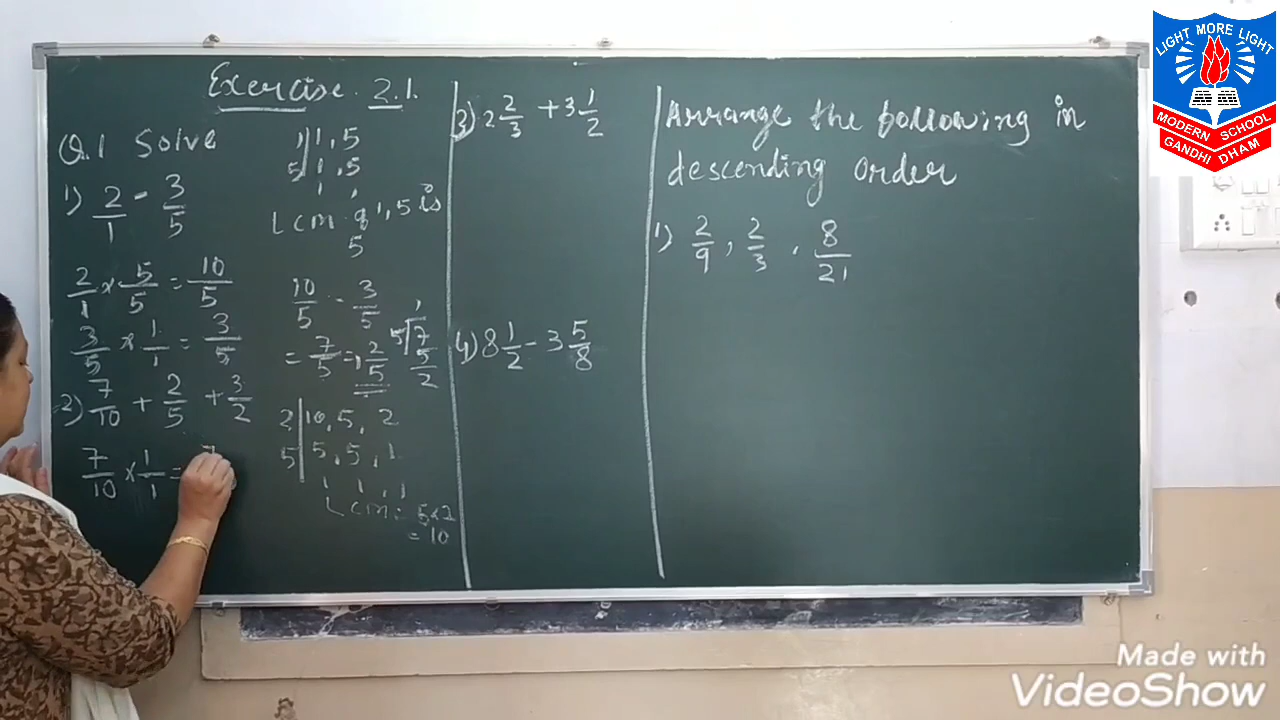 Exercise 2.1.
Q.1 Solve
1) 2/1 - 3/5
2/1 × 5/5 = 10/5
3/5 × 1/1 = 3/5
2) 7/10 + 2/5 + 3/2
7/10 × 1/1 =
1) 1, 5
5) 1, 5
1,
LCM of 1, 5 is
5
10/5 - 3/5
= 7/5 = 1 2/5
1
5) 7
5
2
2 | 10, 5, 2
5 | 5, 5, 1
1 1, 1
LCM = 5×2
= 10
3) 2 2/3 + 3 1/2
4) 8 1/2 - 3 5/8
Arrange the following in
descending order
1) 2/9, 2/3, 8/21
LIGHT MORE LIGHT
MODERN SCHOOL
GANDHI DHAM
Made with
VideoShow